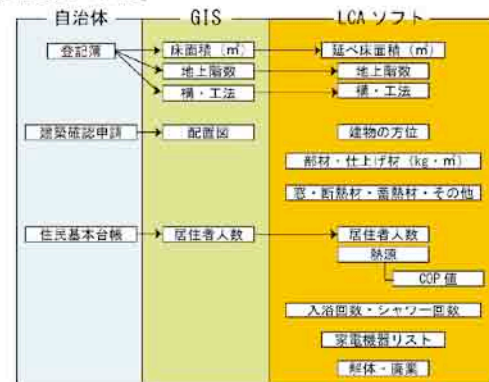 自治体 GIS LCAソフト
登記簿 床面積（㎡） 延べ床面積（㎡）
地上階数 地上階数
構・工法 構・工法
建築確認申請 配置図 建物の方位
部材・仕上げ材（kg・㎡）
窓・断熱材・蓄熱材・その他
住民基本台帳 居住者人数 居住者人数
熱源
COP値
入浴回数・シャワー回数
家電機器リスト
解体・廃棄